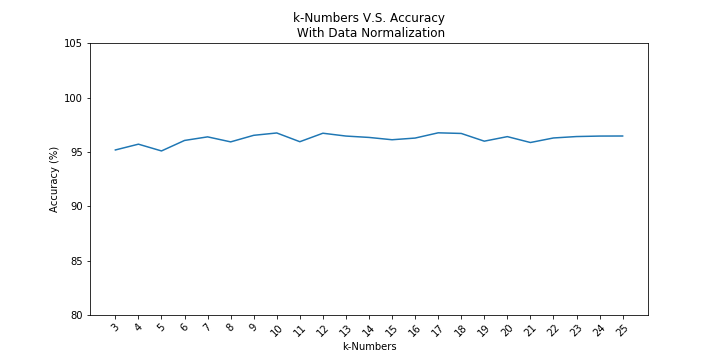 k-Numbers V.S. Accuracy
With Data Normalization
105
100
95
90
85
80
Accuracy (%)
3 4 5 6 7 8 9 10 11 12 13 14 15 16 17 18 19 20 21 22 23 24 25
k-Numbers